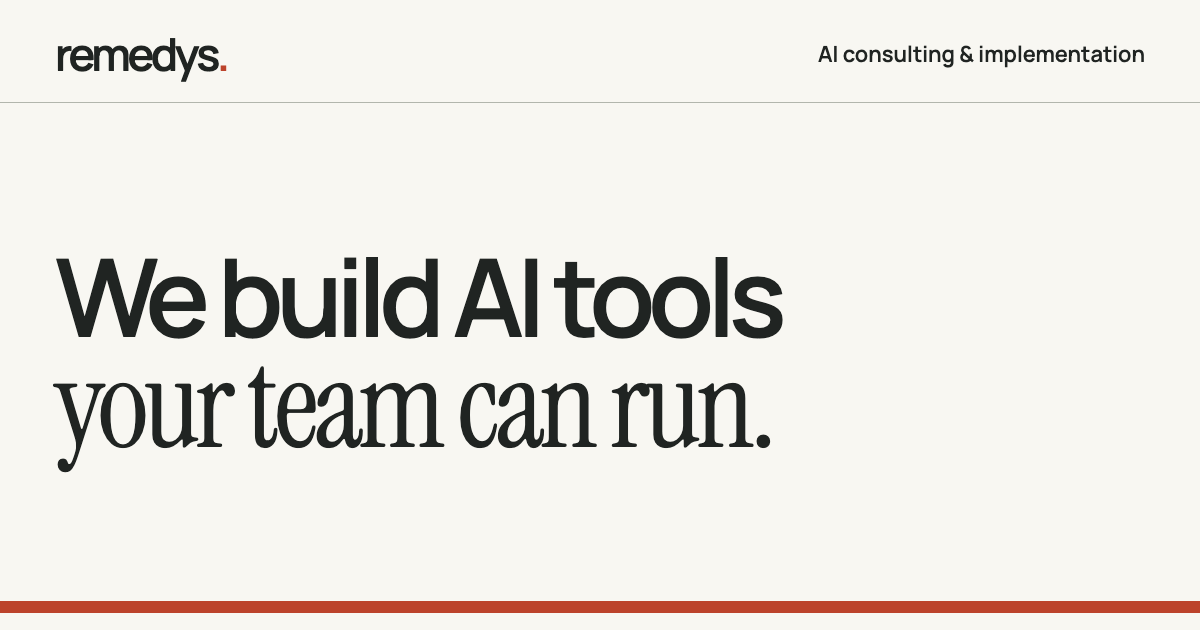 remedys.
AI consulting & implementation
We build AI tools
your team can run.